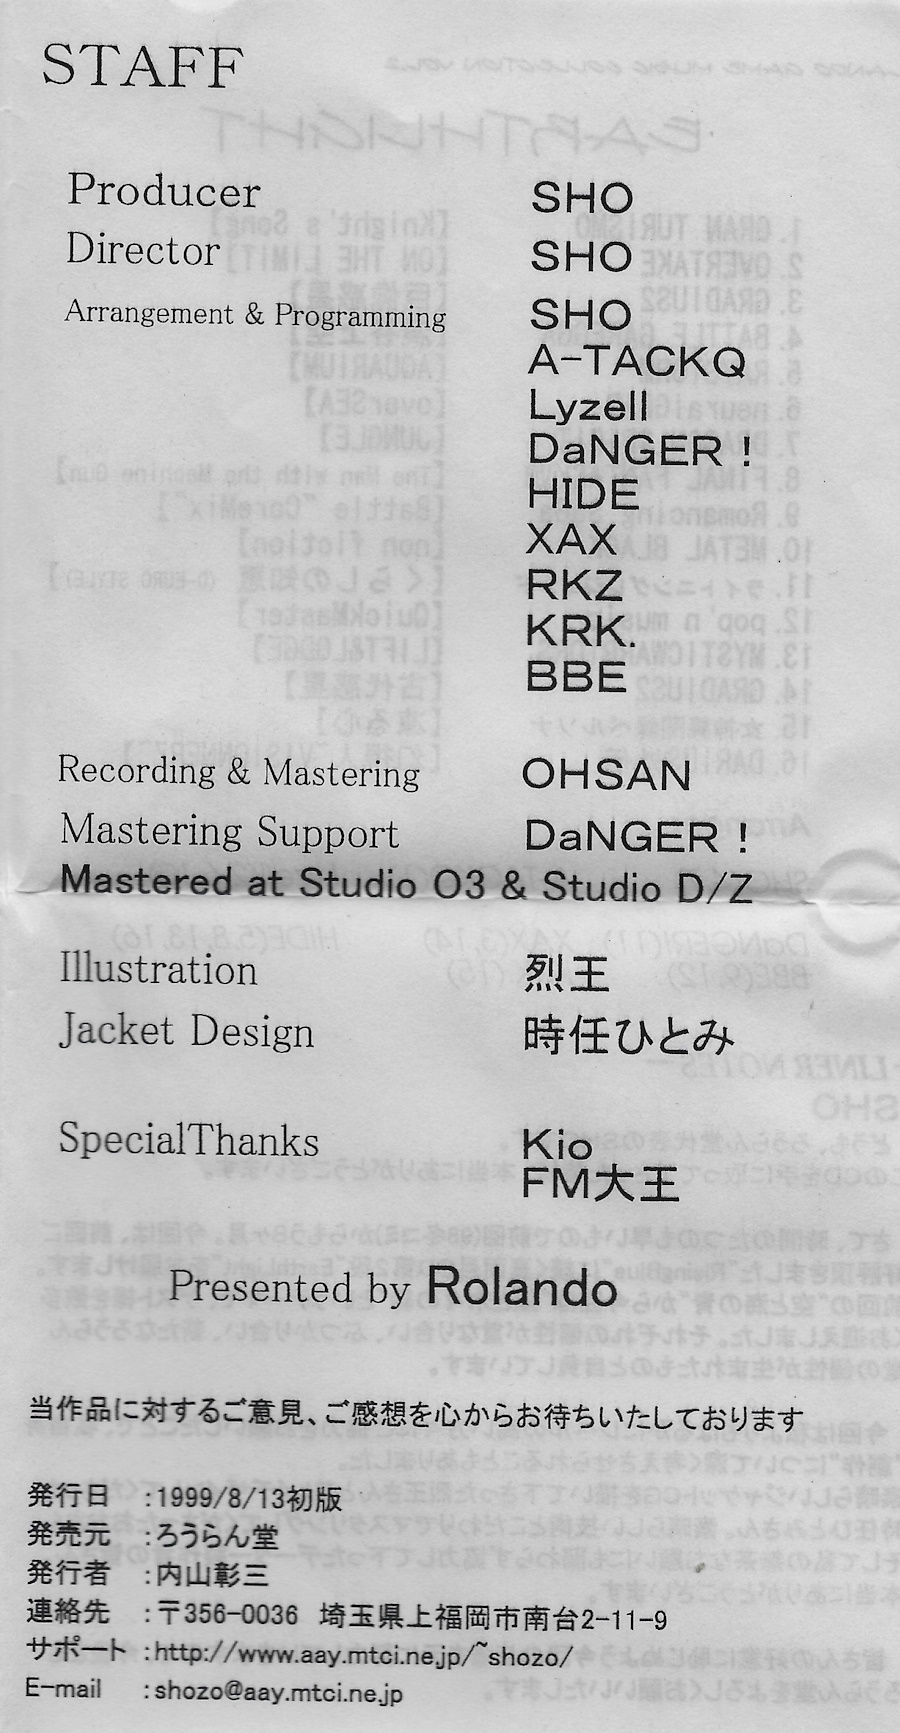 STAFF
Producer SHO
Director SHO
Arrangement & Programming SHO
A-TACKQ
Lyzell
DaNGER !
HIDE
XAX
RKZ
KRK.
BBE
Recording & Mastering OHSAN
Mastering Support DaNGER !
Mastered at Studio O3 & Studio D/Z
Illustration 烈王
Jacket Design 時任ひとみ
SpecialThanks Kio
FM大王
Presented by Rolando
当作品に対するご意見、ご感想を心からお待ちいたしております
発行日 :1999/8/13初版
発売元 :ろうらん堂
発行者 :内山彰三
連絡先 :〒356-0036 埼玉県上福岡市南台2-11-9
サポート :http://www.aay.mtci.ne.jp/~shozo/
E-mail :shozo@aay.mtci.ne.jp